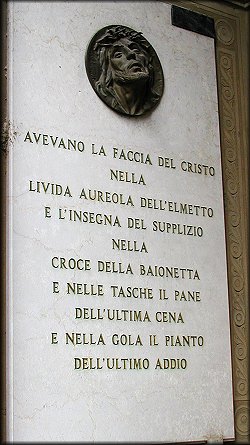 AVEVANO LA FACCIA DEL CRISTO
NELLA
LIVIDA AUREOLA DELL'ELMETTO
E L'INSEGNA DEL SUPPLIZIO
NELLA
CROCE DELLA BAIONETTA
E NELLE TASCHE IL PANE
DELL'ULTIMA CENA
E NELLA GOLA IL PIANTO
DELL'ULTIMO ADDIO